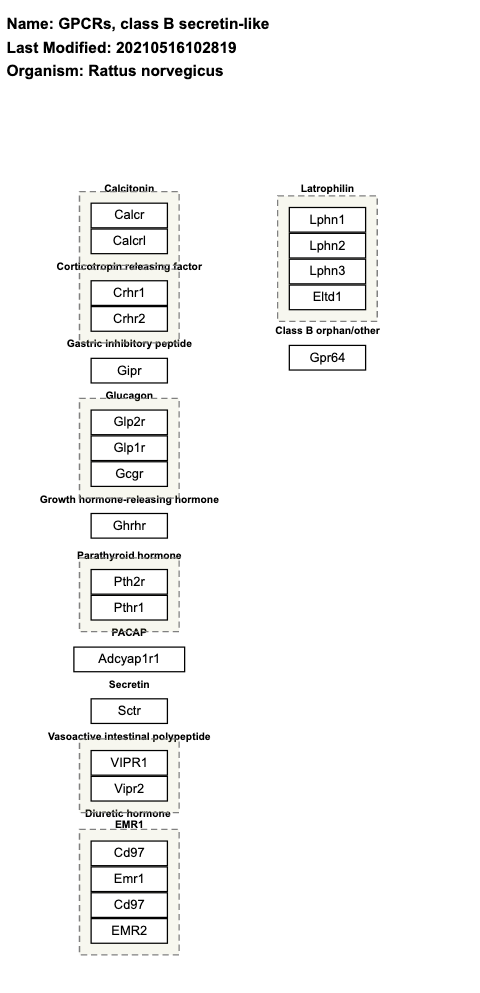 Name: GPCRs, class B secretin-like
Last Modified: 20210516102819
Organism: Rattus norvegicus
Calcitonin
Calcr
Calcrl
Corticotropin releasing factor
Crhr1
Crhr2
Gastric inhibitory peptide
Gipr
Glucagon
Glp2r
Glp1r
Gcgr
Growth hormone-releasing hormone
Ghrhr
Parathyroid hormone
Pth2r
Pthr1
PACAP
Adcyap1r1
Secretin
Sctr
Vasoactive intestinal polypeptide
VIPR1
Vipr2
Diuretic hormone
EMR1
Cd97
Emr1
Cd97
EMR2
Latrophilin
Lphn1
Lphn2
Lphn3
Eltd1
Class B orphan/other
Gpr64